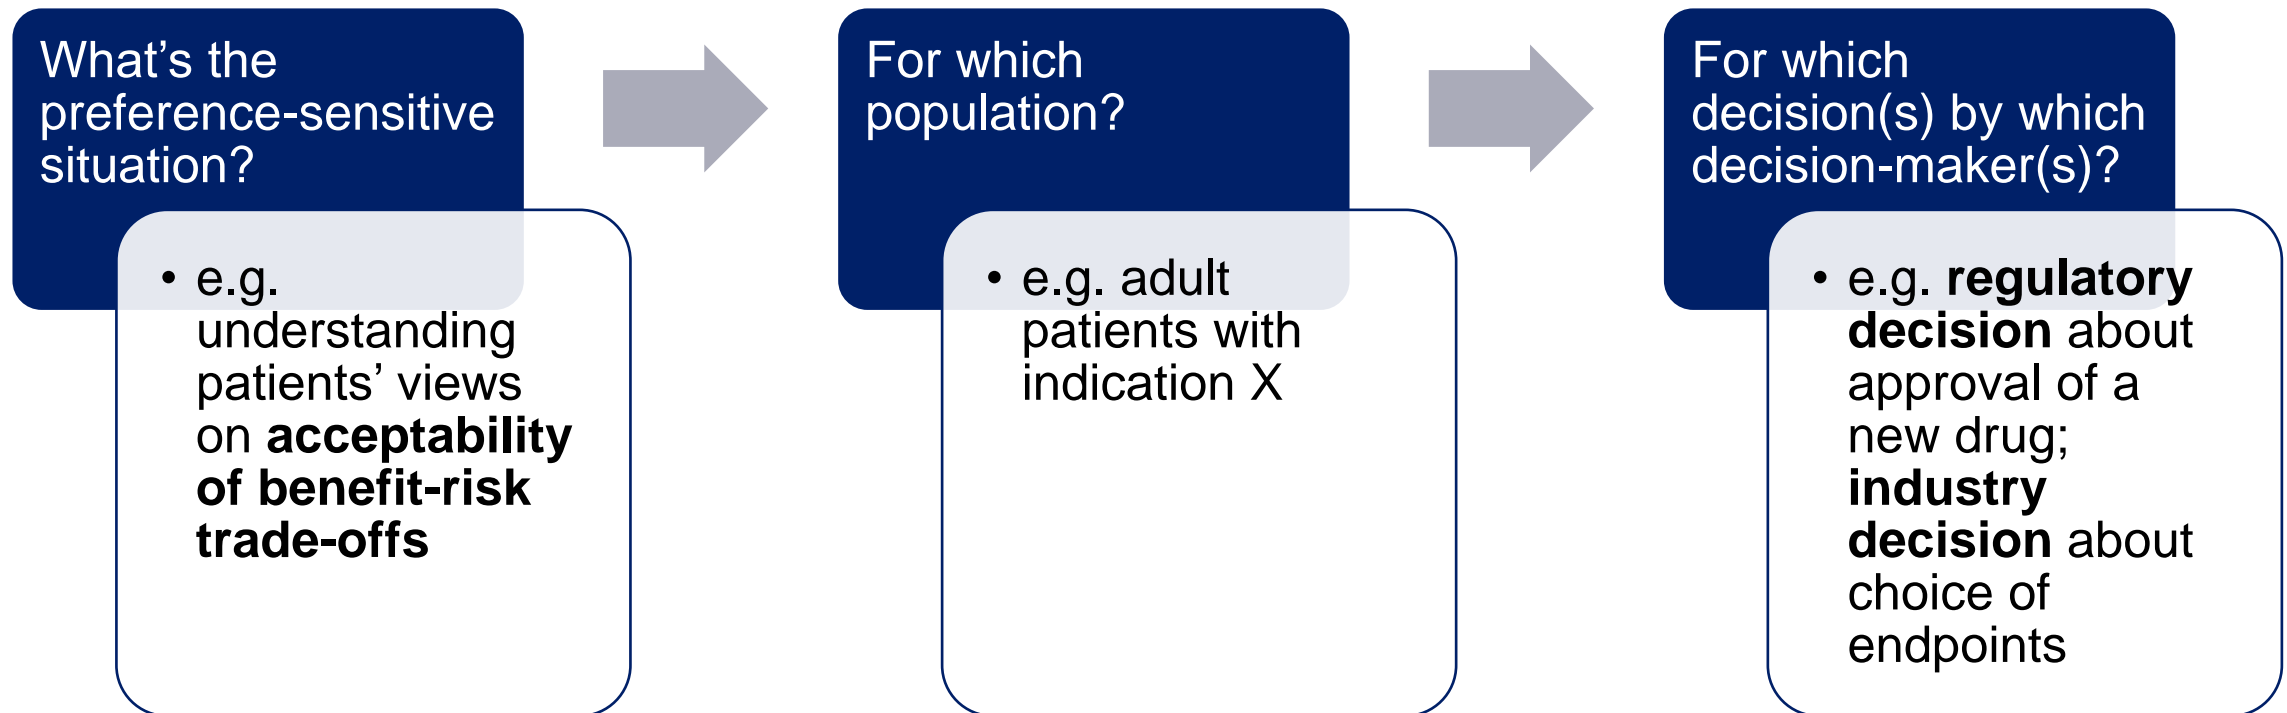 What’s the
preference-sensitive
situation?
• e.g.
understanding
patients’ views
on acceptability
of benefit-risk
trade-offs
For which
population?
• e.g. adult
patients with
indication X
For which
decision(s) by which
decision-maker(s)?
• e.g. regulatory
decision about
approval of a
new drug;
industry
decision about
choice of
endpoints